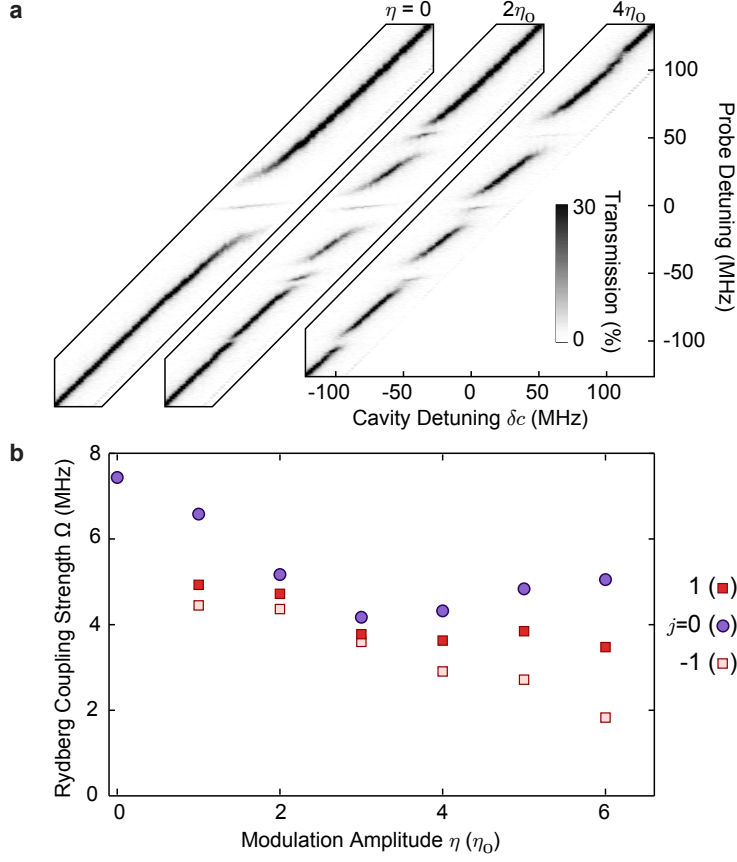 a
η = 0
2η₀
4η₀
100
50
0
-50
-100
Probe Detuning (MHz)
30
0
Transmission (%)
-100
-50
0
50
100
Cavity Detuning δc (MHz)
b
8
6
4
2
0
Rydberg Coupling Strength Ω (MHz)
0
2
4
6
Modulation Amplitude η (η₀)
1 ( )
j=0 ( )
-1 ( )